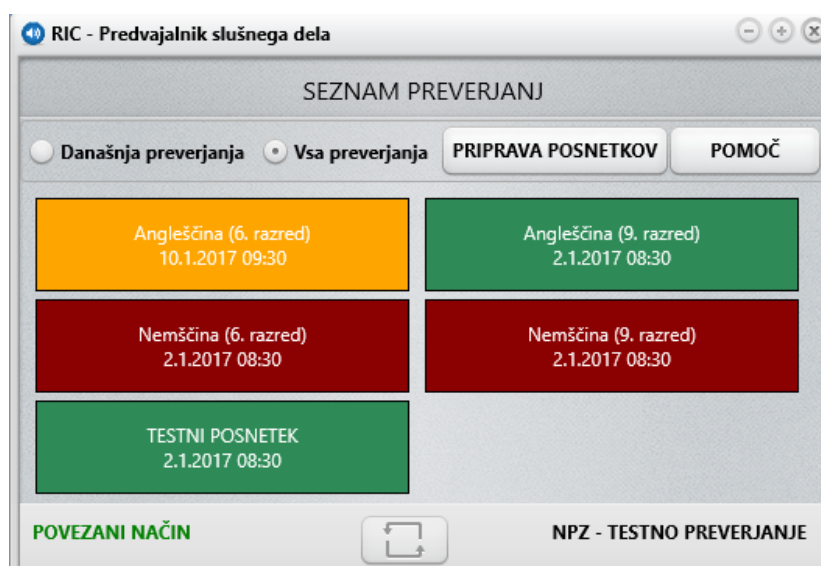 RIC - Predvajalnik slušnega dela
SEZNAM PREVERJANJ
Današnja preverjanja Vsa preverjanja PRIPRAVA POSNETKOV POMOČ
Angleščina (6. razred)
10.1.2017 09:30
Angleščina (9. razred)
2.1.2017 08:30
Nemščina (6. razred)
2.1.2017 08:30
Nemščina (9. razred)
2.1.2017 08:30
TESTNI POSNETEK
2.1.2017 08:30
POVEZANI NAČIN NPZ - TESTNO PREVERJANJE